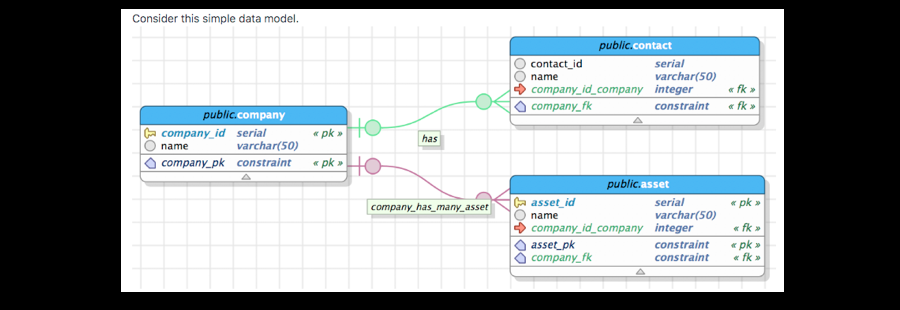 Consider this simple data model.
public.contact
contact_id serial
name varchar(50)
company_id_company integer « fk »
company_fk constraint « fk »
public.company
company_id serial « pk »
name varchar(50)
company_pk constraint « pk »
has
company_has_many_asset
public.asset
asset_id serial « pk »
name varchar(50)
company_id_company integer « fk »
asset_pk constraint « pk »
company_fk constraint « fk »